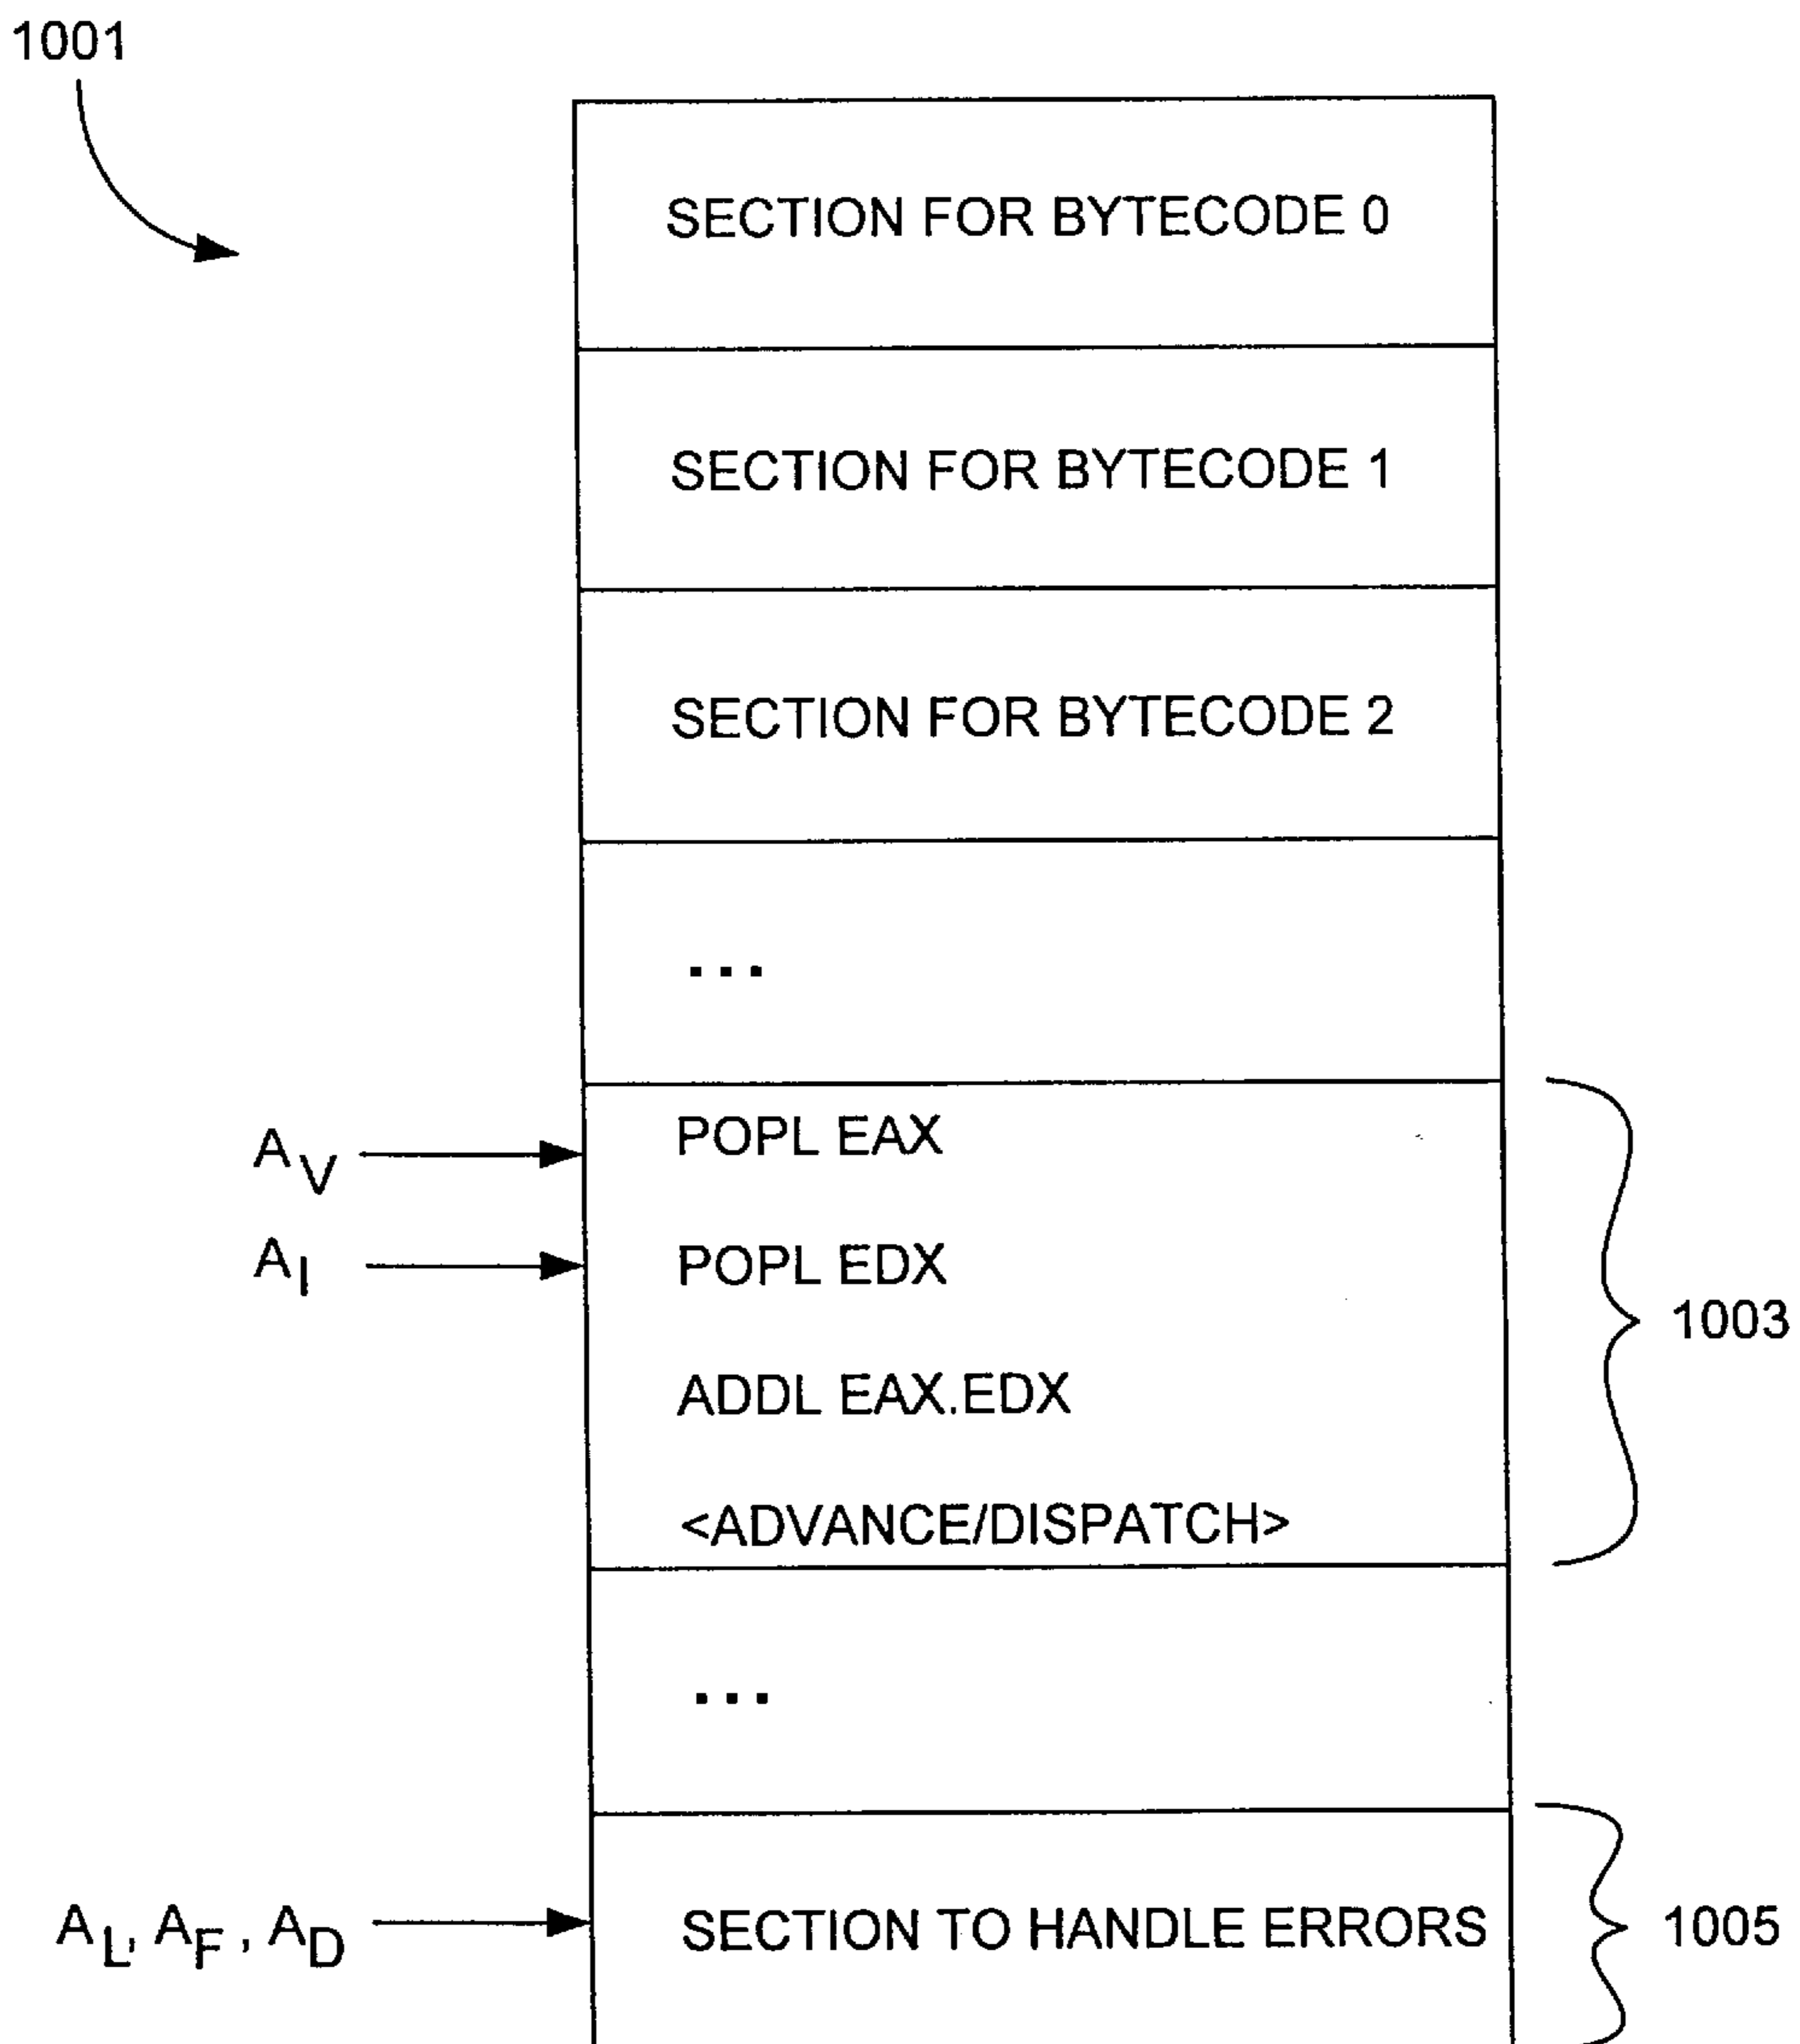 1001
SECTION FOR BYTECODE 0
SECTION FOR BYTECODE 1
SECTION FOR BYTECODE 2
...
AV
POPL EAX
AI
POPL EDX
1003
ADDL EAX.EDX
<ADVANCE/DISPATCH>
...
AL, AF, AD
SECTION TO HANDLE ERRORS
1005